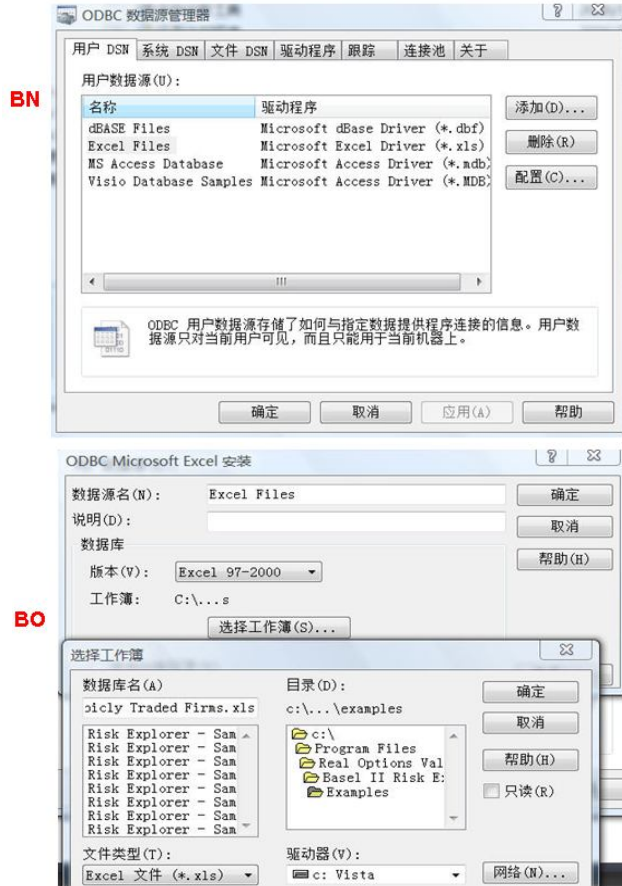 ODBC 数据源管理器
用户 DSN 系统 DSN 文件 DSN 驱动程序 跟踪 连接池 关于
用户数据源(U):
BN
名称 驱动程序
添加(D)...
dBASE Files Microsoft dBase Driver (*.dbf)
Excel Files Microsoft Excel Driver (*.xls)
删除(R)
MS Access Database Microsoft Access Driver (*.mdb)
Visio Database Samples Microsoft Access Driver (*.MDB)
配置(C)...
ODBC 用户数据源存储了如何与指定数据提供程序连接的信息。用户数
据源只对当前用户可见，而且只能用于当前机器上。
确定 取消 应用(A) 帮助
ODBC Microsoft Excel 安装
数据源名(N): Excel Files 确定
说明(D): 取消
数据库
帮助(H)
版本(V): Excel 97-2000
工作簿: C:\...s
BO
选择工作簿(S)...
选择工作簿
数据库名(A) 目录(D): 确定
Traded Firms.xls c:\...\examples
取消
Risk Explorer - Sam c:\
Risk Explorer - Sam Program Files
Risk Explorer - Sam Real Options Val 帮助(H)
Risk Explorer - Sam Basel II Risk E:
Risk Explorer - Sam Examples 只读(R)
Risk Explorer - Sam
Risk Explorer - Sam
Risk Explorer - Sam
文件类型(T): 驱动器(V):
Excel 文件 (*.xls) c: Vista 网络(N)...